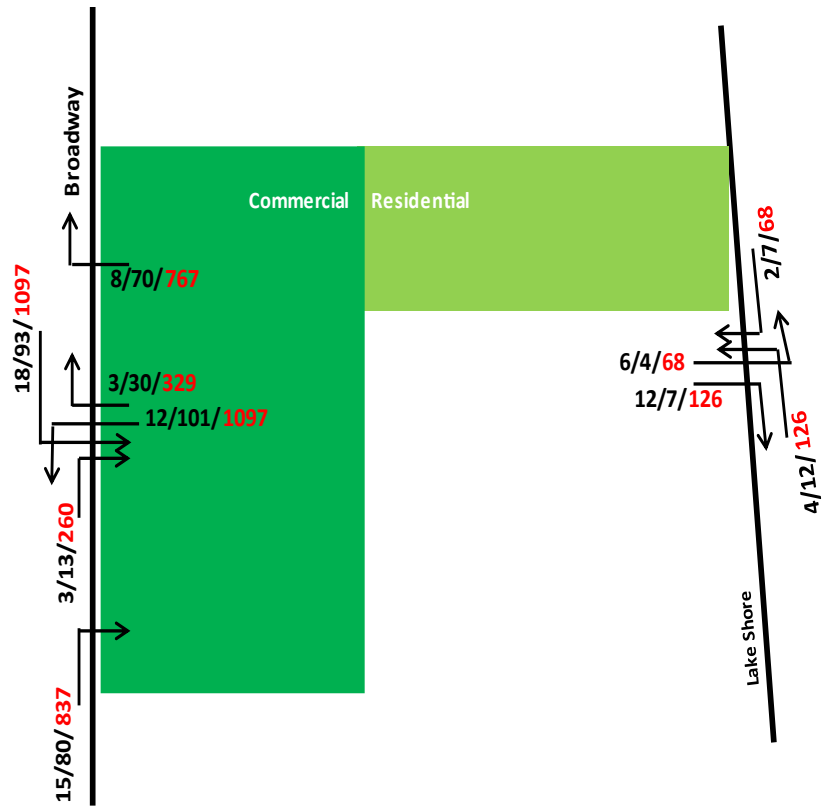 Broadway
Commercial
Residential
2/7/68
8/70/767
18/93/1097
6/4/68
3/30/329
12/7/126
12/101/1097
4/12/126
3/13/260
Lake Shore
15/80/837